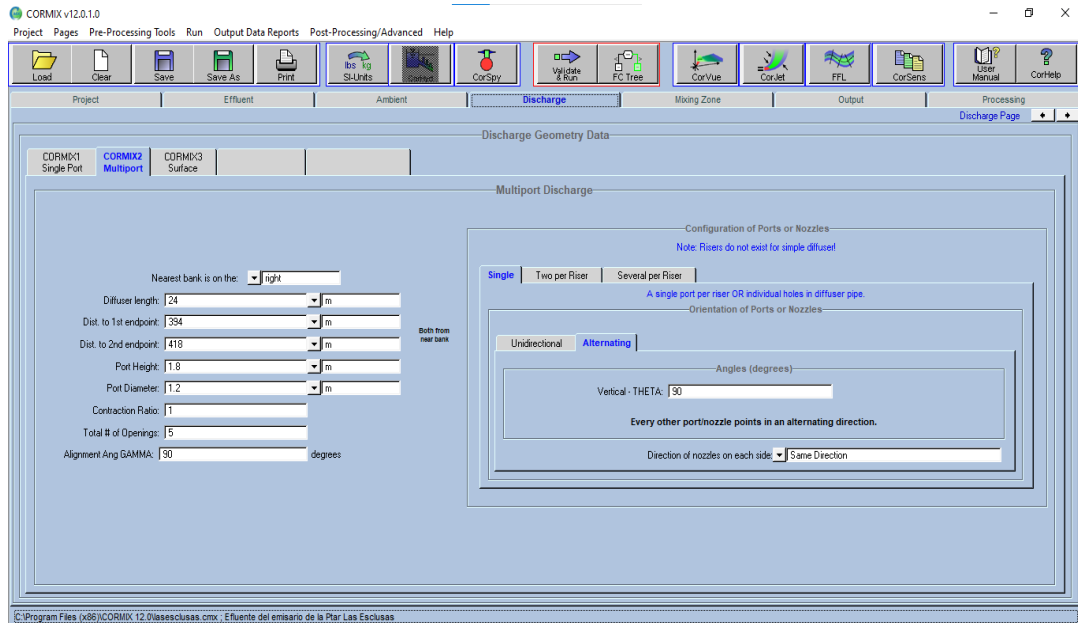 CORMIX v12.0.1.0
Project Pages Pre-Processing Tools Run Output Data Reports Post-Processing/Advanced Help
Load Clear Save Save As Print lbs kg SI-Units CorSpy Validate & Run FC Tree CorVue CorJet FFL CorSens User Manual CorHelp
Project Effluent Ambient Discharge Mixing Zone Output Processing
Discharge Page
Discharge Geometry Data
CORMIX1 Single Port CORMIX2 Multiport CORMIX3 Surface
Multiport Discharge
Nearest bank is on the: right
Diffuser length: 24 m
Dist. to 1st endpoint: 394 m
Dist. to 2nd endpoint: 418 m
Both from near bank
Port Height: 1.8 m
Port Diameter: 1.2 m
Contraction Ratio: 1
Total # of Openings: 5
Alignment Ang GAMMA: 90 degrees
Configuration of Ports or Nozzles
Note: Risers do not exist for simple diffuser!
Single Two per Riser Several per Riser
A single port per riser OR individual holes in diffuser pipe.
Orientation of Ports or Nozzles
Unidirectional Alternating
Angles (degrees)
Vertical - THETA: 90
Every other port/nozzle points in an alternating direction.
Direction of nozzles on each side: Same Direction
C:\Program Files (x86)\CORMIX 12.0\lasesclusas.cmx ; Efluente del emisario de la Ptar Las Esclusas